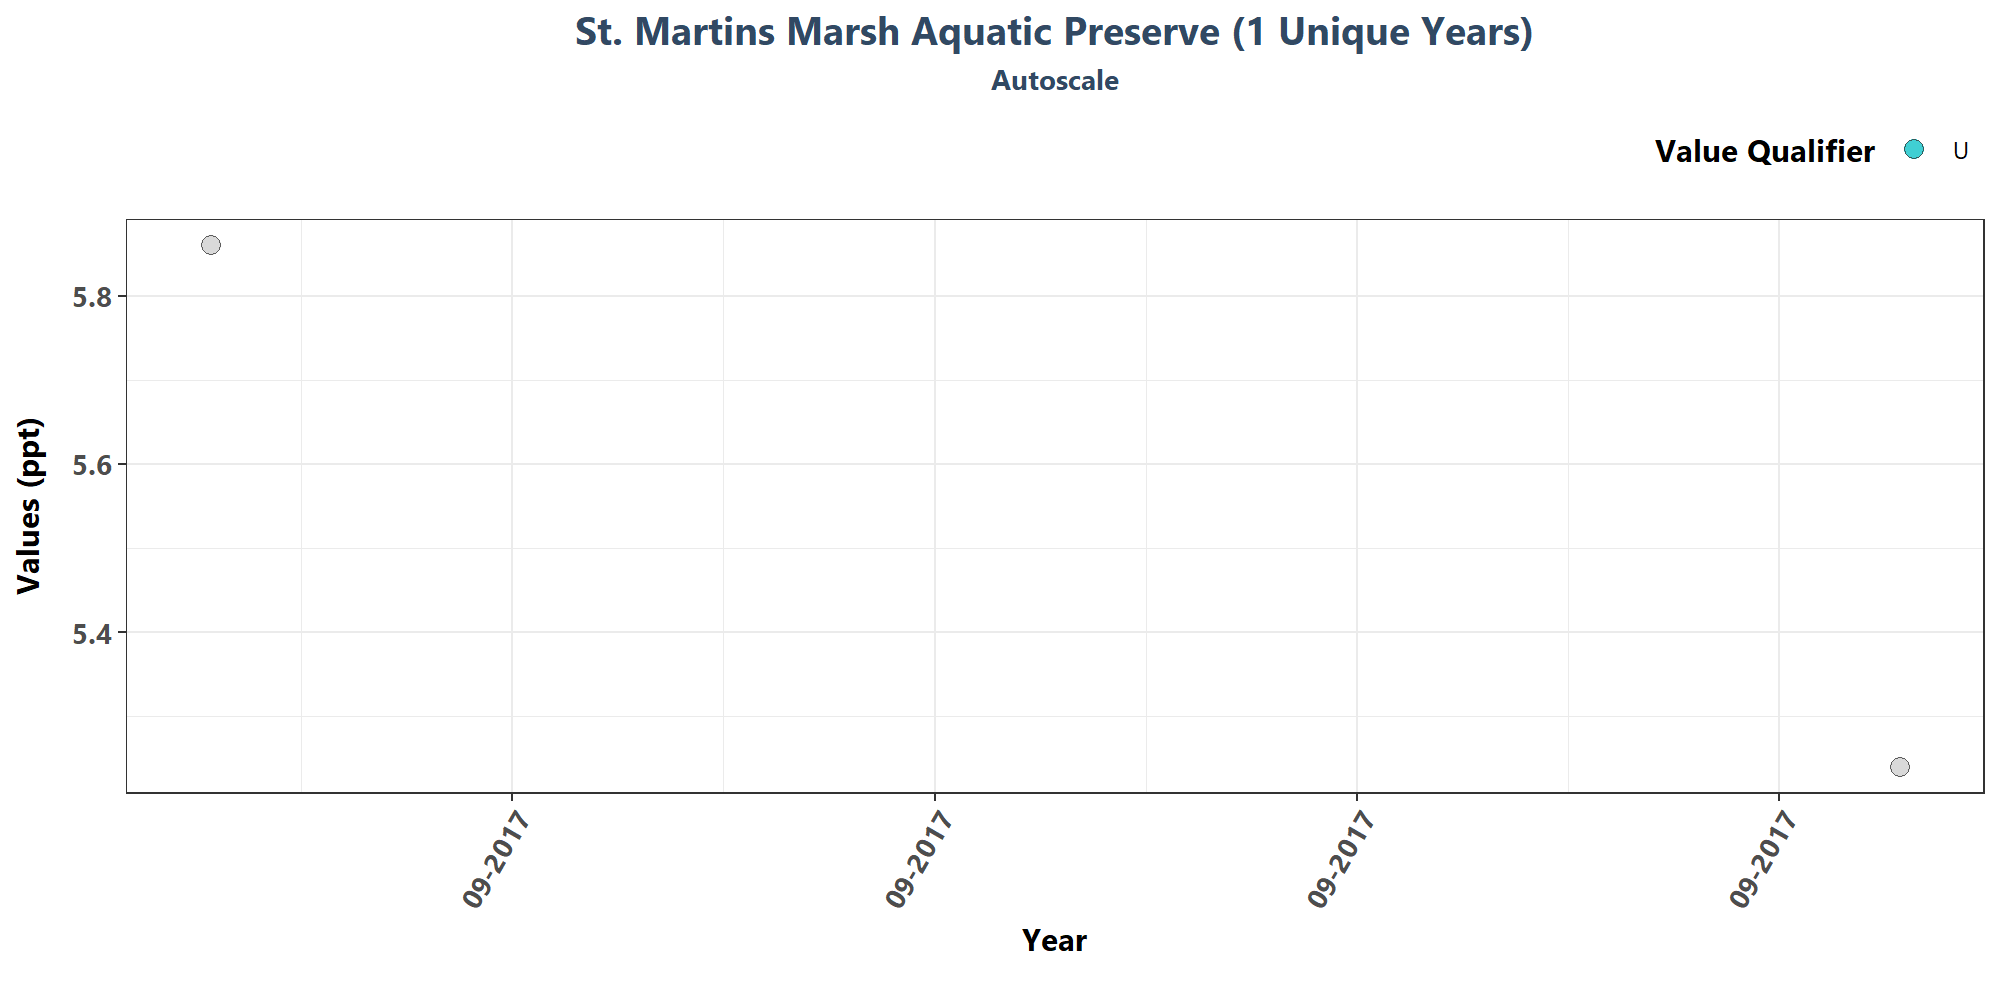 St. Martins Marsh Aquatic Preserve (1 Unique Years)
Autoscale
Value Qualifier U
5.8
5.6
5.4
Values (ppt)
09-2017 09-2017 09-2017 09-2017
Year